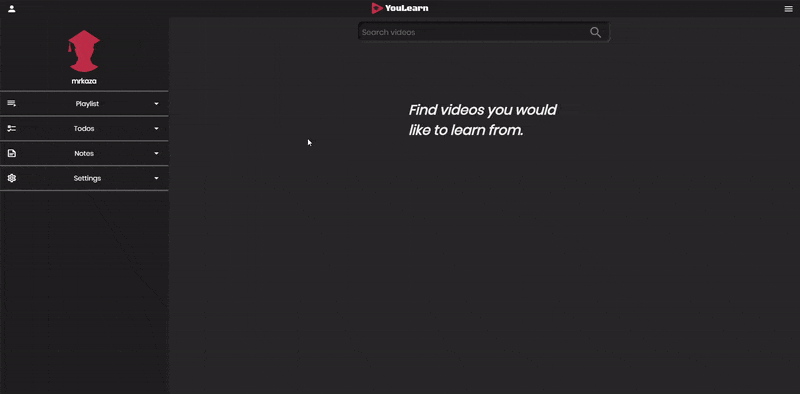 YouLearn
Search videos
mrkaza
Playlist
Todos
Notes
Settings
Find videos you would
like to learn from.